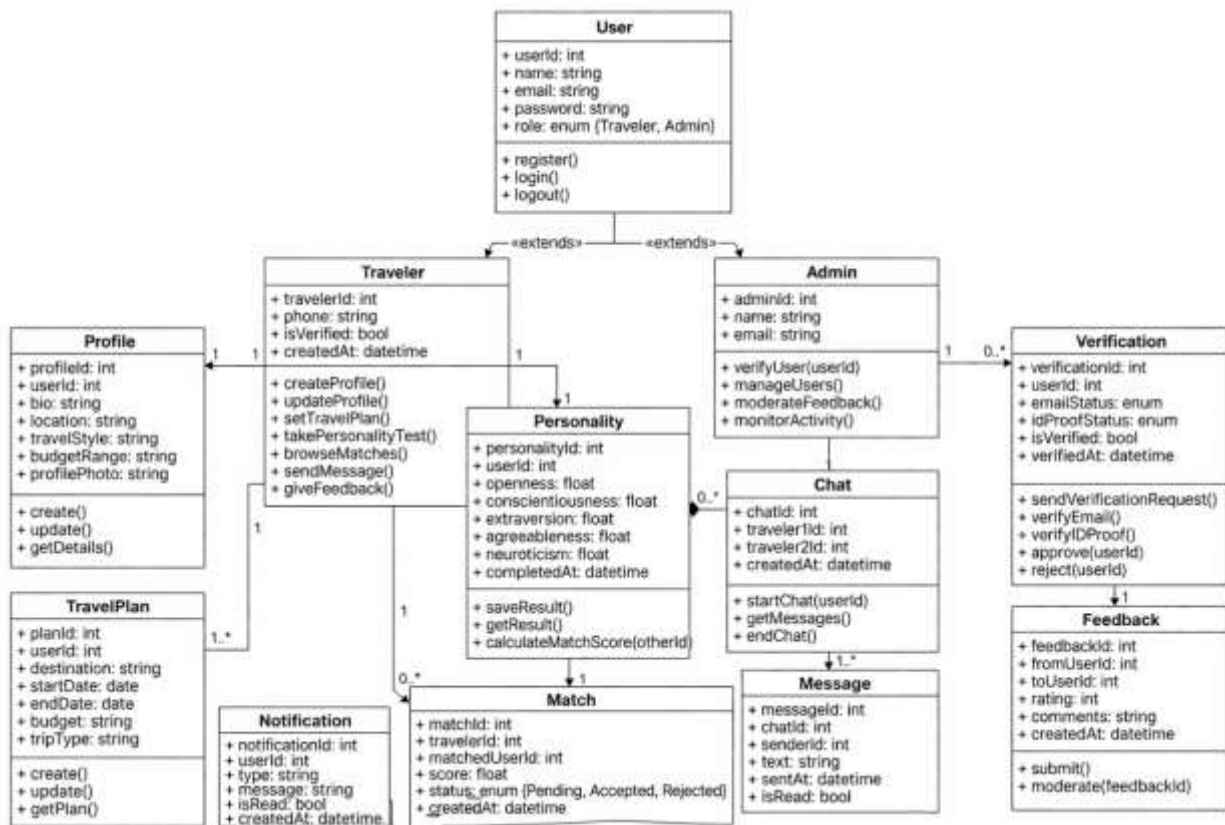 User
+ userId: int
+ name: string
+ email: string
+ password: string
+ role: enum {Traveler, Admin}
+ register()
+ login()
+ logout()
«extends»
«extends»
Traveler
+ travelerId: int
+ phone: string
+ isVerified: bool
+ createdAt: datetime
+ createProfile()
+ updateProfile()
+ setTravelPlan()
+ takePersonalityTest()
+ browseMatches()
+ sendMessage()
+ giveFeedback()
Admin
+ adminId: int
+ name: string
+ email: string
+ verifyUser(userId)
+ manageUsers()
+ moderateFeedback()
+ monitorActivity()
Profile
+ profileId: int
+ userId: int
+ bio: string
+ location: string
+ travelStyle: string
+ budgetRange: string
+ profilePhoto: string
+ create()
+ update()
+ getDetails()
1
1
1
1
1
0..*
Verification
+ verificationId: int
+ userId: int
+ emailStatus: enum
+ idProofStatus: enum
+ isVerified: bool
+ verifiedAt: datetime
+ sendVerificationRequest()
+ verifyEmail()
+ verifyIDProof()
+ approve(userId)
+ reject(userId)
Personality
+ personalityId: int
+ userId: int
+ openness: float
+ conscientiousness: float
+ extraversion: float
+ agreeableness: float
+ neuroticism: float
+ completedAt: datetime
+ saveResult()
+ getResult()
+ calculateMatchScore(otherId)
1
0..*
Chat
+ chatId: int
+ traveler1Id: int
+ traveler2Id: int
+ createdAt: datetime
+ startChat(userId)
+ getMessages()
+ endChat()
1
1..*
TravelPlan
+ planId: int
+ userId: int
+ destination: string
+ startDate: date
+ endDate: date
+ budget: string
+ tripType: string
+ create()
+ update()
+ getPlan()
1
0..*
1
1..*
1
Feedback
+ feedbackId: int
+ fromUserId: int
+ toUserId: int
+ rating: int
+ comments: string
+ createdAt: datetime
+ submit()
+ moderate(feedbackId)
Notification
+ notificationId: int
+ userId: int
+ type: string
+ message: string
+ isRead: bool
+ createdAt: datetime
Match
+ matchId: int
+ travelerId: int
+ matchedUserId: int
+ score: float
+ status: enum {Pending, Accepted, Rejected}
+ createdAt: datetime
Message
+ messageId: int
+ chatId: int
+ senderId: int
+ text: string
+ sentAt: datetime
+ isRead: bool